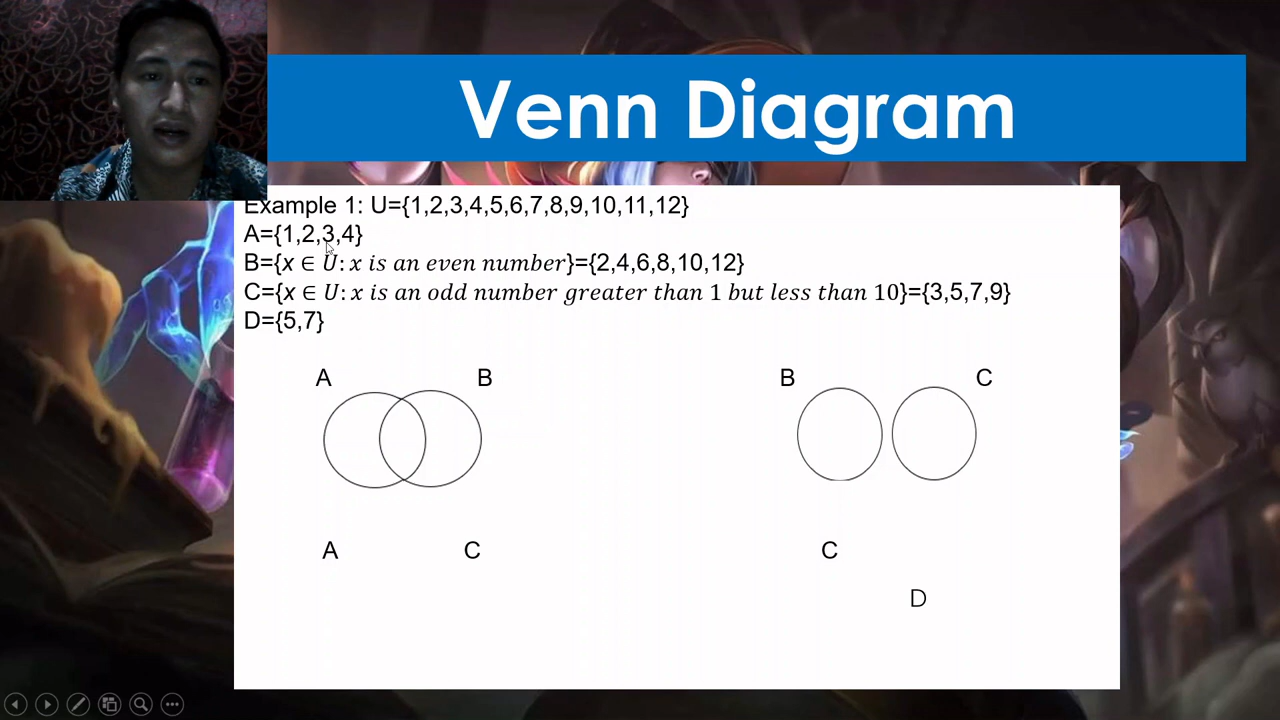 Venn Diagram
Example 1: U={1,2,3,4,5,6,7,8,9,10,11,12}
A={1,2,3,4}
B={x ∈ U: x is an even number}={2,4,6,8,10,12}
C={x ∈ U: x is an odd number greater than 1 but less than 10}={3,5,7,9}
D={5,7}
A B B C
A C C
D